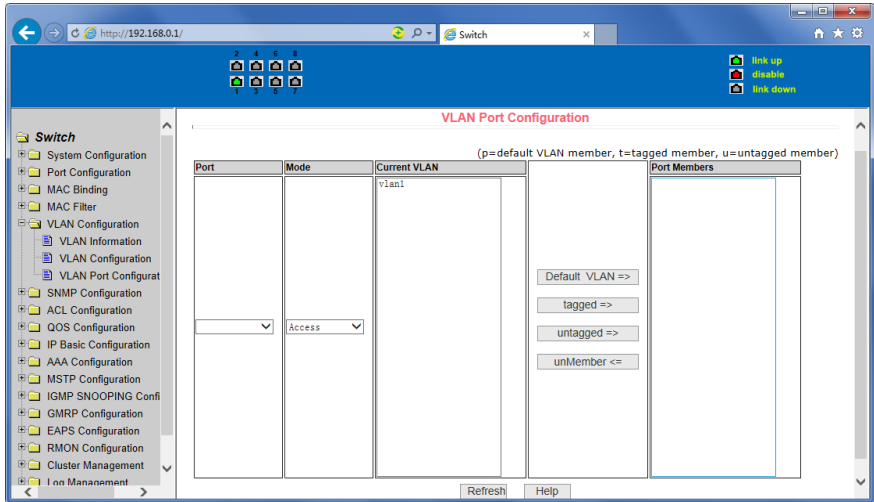 http://192.168.0.1/
Switch
2 4 6 8
1 3 5 7
link up
disable
link down
Switch
System Configuration
Port Configuration
MAC Binding
MAC Filter
VLAN Configuration
VLAN Information
VLAN Configuration
VLAN Port Configurat
SNMP Configuration
ACL Configuration
QOS Configuration
IP Basic Configuration
AAA Configuration
MSTP Configuration
IGMP SNOOPING Confi
GMRP Configuration
EAPS Configuration
RMON Configuration
Cluster Management
Log Management
VLAN Port Configuration
(p=default VLAN member, t=tagged member, u=untagged member)
Port Mode Current VLAN Port Members
vlan1
Access
Default VLAN =>
tagged =>
untagged =>
unMember <=
Refresh Help